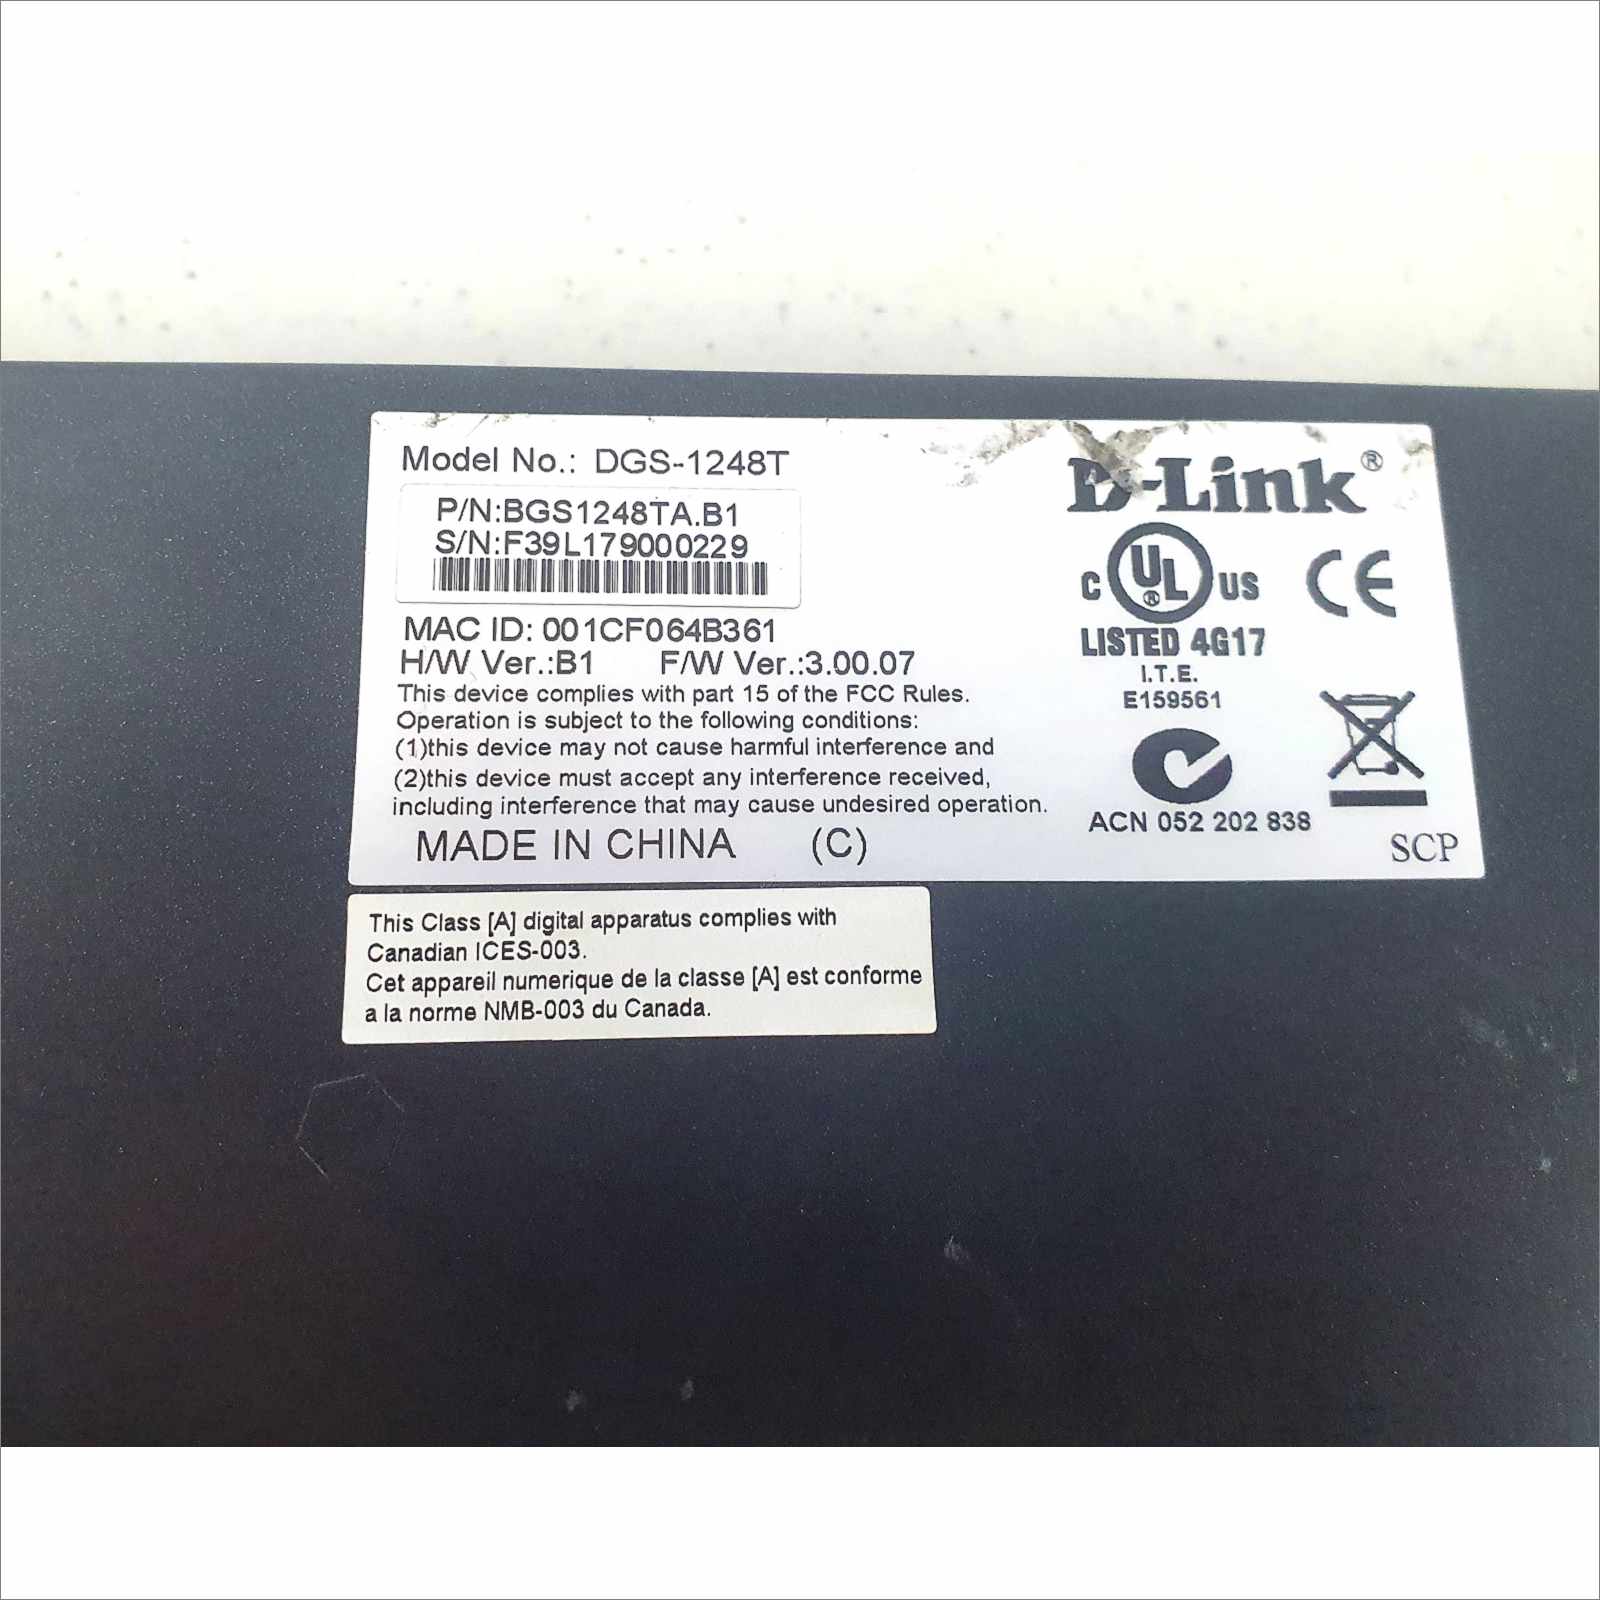 Model No.: DGS-1248T
P/N:BGS1248TA.B1
S/N:F39L179000229
MAC ID: 001CF064B361
H/W Ver.:B1 F/W Ver.:3.00.07
This device complies with part 15 of the FCC Rules.
Operation is subject to the following conditions:
(1)this device may not cause harmful interference and
(2)this device must accept any interference received,
including interference that may cause undesired operation.
MADE IN CHINA (C)
D-Link®
C UL® US CE
LISTED 4G17
I.T.E.
E159561
ACN 052 202 838
SCP
This Class [A] digital apparatus complies with
Canadian ICES-003.
Cet appareil numerique de la classe [A] est conforme
a la norme NMB-003 du Canada.